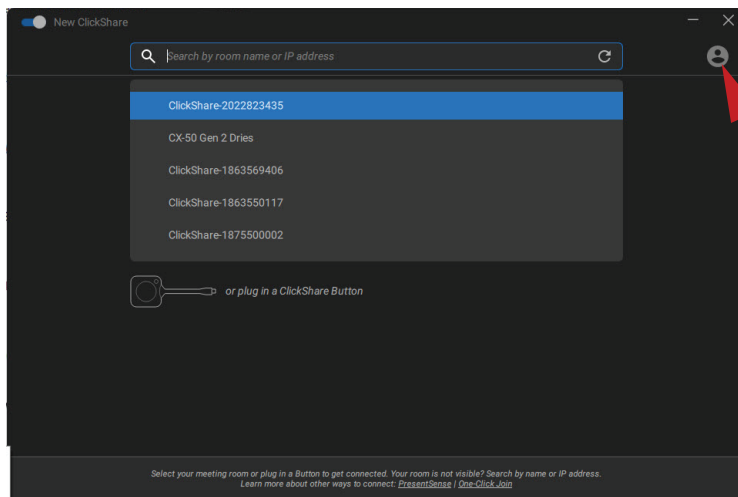 New ClickShare
Search by room name or IP address
ClickShare-2022823435
CX-50 Gen 2 Dries
ClickShare-1863569406
ClickShare-1863550117
ClickShare-1875500002
or plug in a ClickShare Button
Select your meeting room or plug in a Button to get connected. Your room is not visible? Search by name or IP address.
Learn more about other ways to connect: PresentSense | One-Click Join